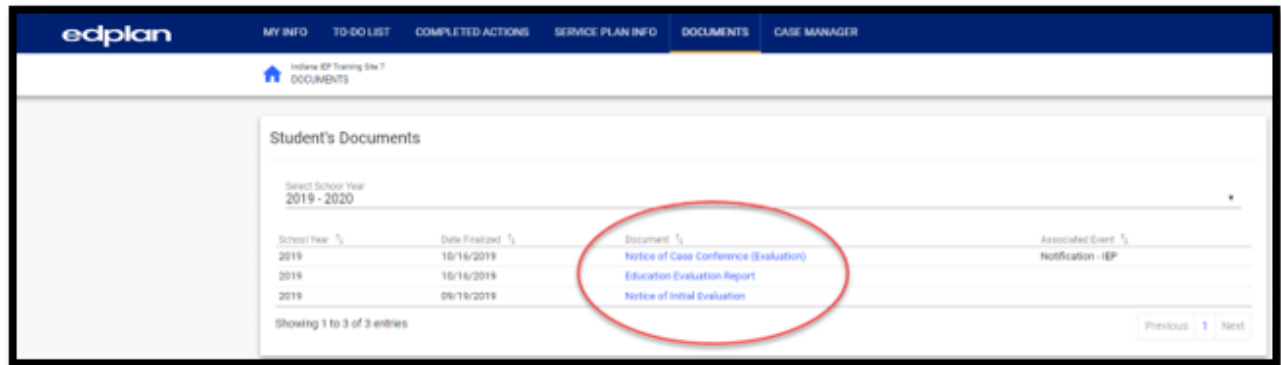 edplan MY INFO TO-DO LIST COMPLETED ACTIONS SERVICE PLAN INFO DOCUMENTS CASE MANAGER
Indiana IEP Training Site 7
DOCUMENTS
Student's Documents
Select School Year
2019 - 2020
School Year Date Finalized Document Associated Event
2019 10/16/2019 Notice of Case Conference (Evaluation) Notification - IEP
2019 10/16/2019 Education Evaluation Report
2019 09/19/2019 Notice of Initial Evaluation
Showing 1 to 3 of 3 entries Previous 1 Next